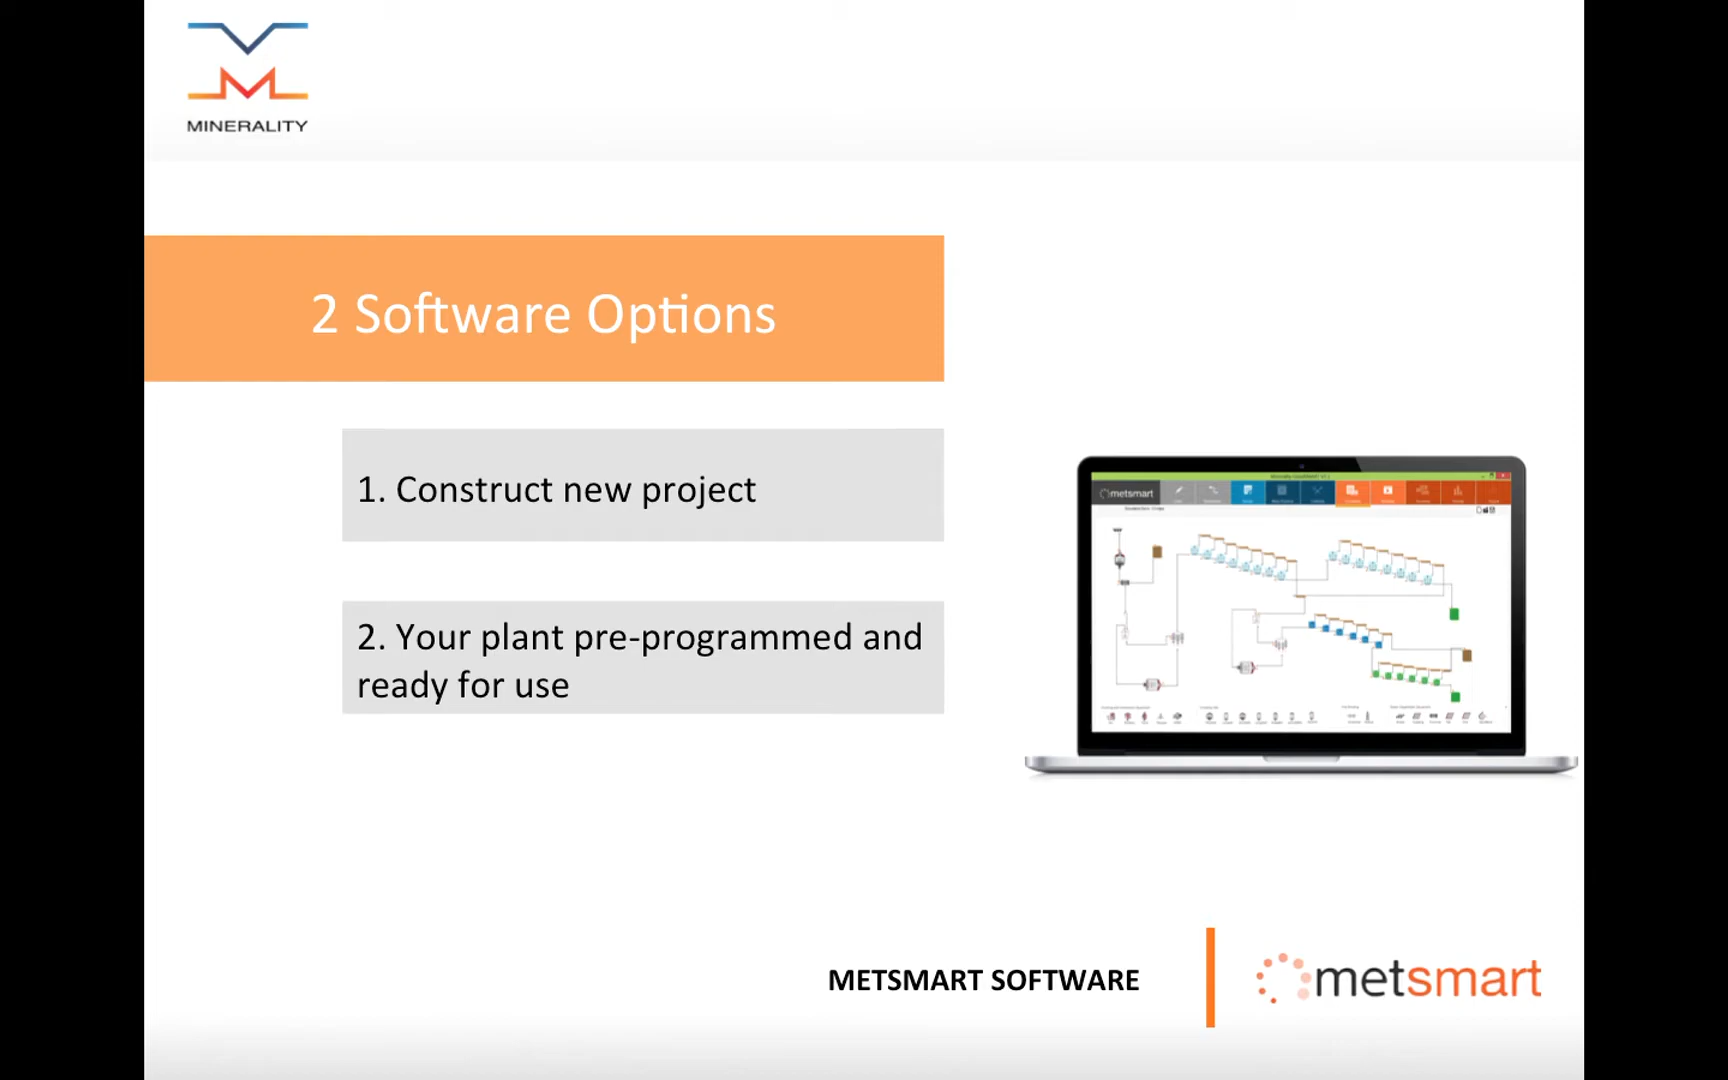 MINERALITY
2 Software Options
1. Construct new project
2. Your plant pre-programmed and
ready for use
metsmart
METSMART SOFTWARE
metsmart